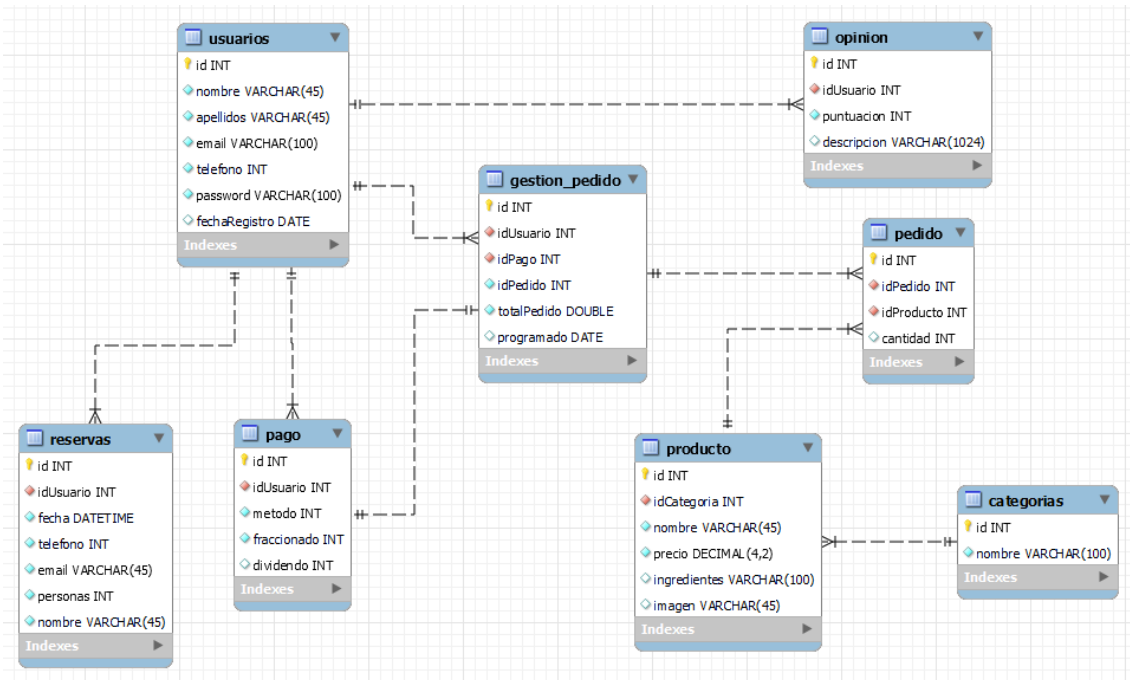 usuarios
id INT
nombre VARCHAR(45)
apellidos VARCHAR(45)
email VARCHAR(100)
telefono INT
password VARCHAR(100)
fechaRegistro DATE
Indexes
opinion
id INT
idUsuario INT
puntuacion INT
descripcion VARCHAR(1024)
Indexes
gestion_pedido
id INT
idUsuario INT
idPago INT
idPedido INT
totalPedido DOUBLE
programado DATE
Indexes
pedido
id INT
idPedido INT
idProducto INT
cantidad INT
Indexes
reservas
id INT
idUsuario INT
fecha DATETIME
telefono INT
email VARCHAR(45)
personas INT
nombre VARCHAR(45)
Indexes
pago
id INT
idUsuario INT
metodo INT
fraccionado INT
dividendo INT
Indexes
producto
id INT
idCategoria INT
nombre VARCHAR(45)
precio DECIMAL(4,2)
ingredientes VARCHAR(100)
imagen VARCHAR(45)
Indexes
categorias
id INT
nombre VARCHAR(100)
Indexes